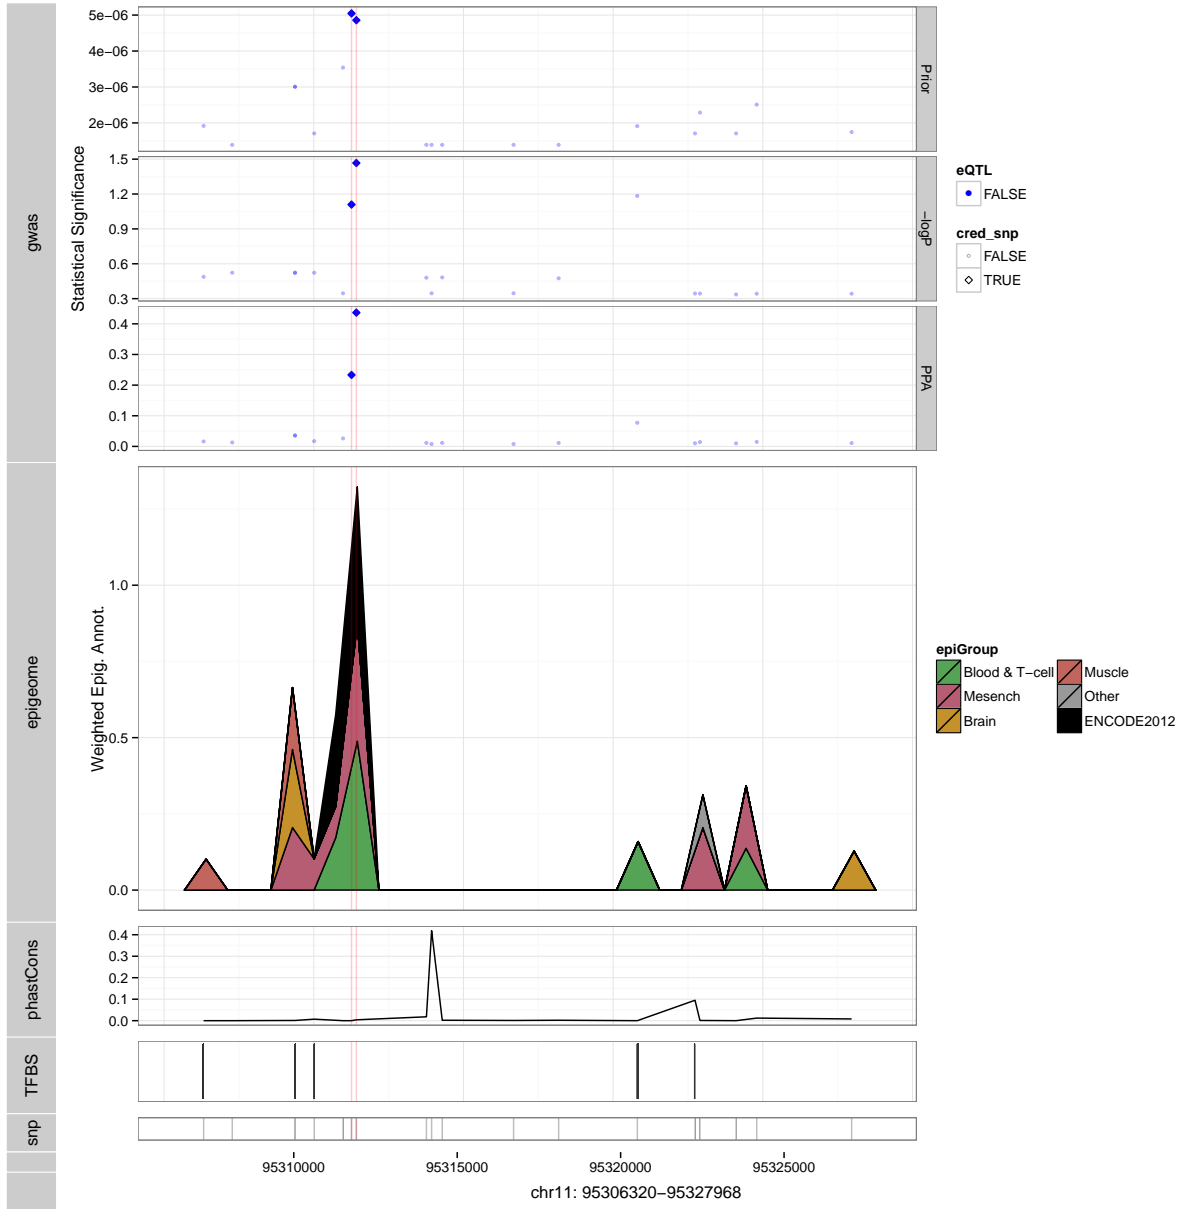 gwas
Statistical Significance
5e−06
4e−06
3e−06
2e−06
Prior
1.5
1.2
0.9
0.6
0.3
−logP
0.4
0.3
0.2
0.1
0.0
PPA
eQTL
FALSE
cred_snp
FALSE
TRUE
epigeome
Weighted Epig. Annot.
1.0
0.5
0.0
epiGroup
Blood & T−cell
Muscle
Mesench
Other
Brain
ENCODE2012
phastCons
0.4
0.3
0.2
0.1
0.0
TFBS
snp
95310000
95315000
95320000
95325000
chr11: 95306320−95327968